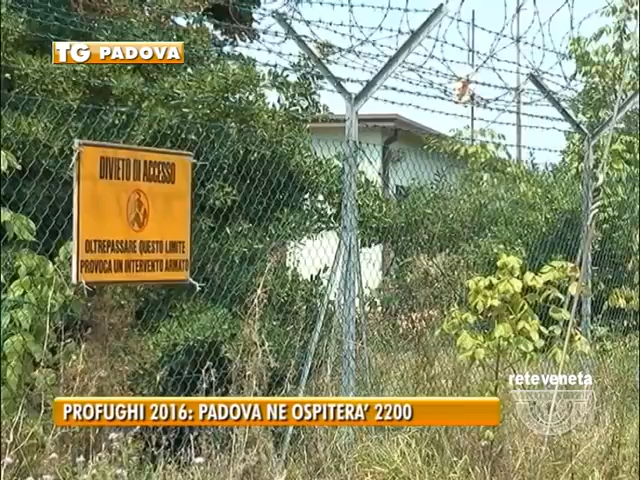 TG PADOVA
DIVIETO DI ACCESSO
OLTREPASSARE QUESTO LIMITE
PROVOCA UN INTERVENTO ARMATO
reteveneta
PROFUGHI 2016: PADOVA NE OSPITERA' 2200